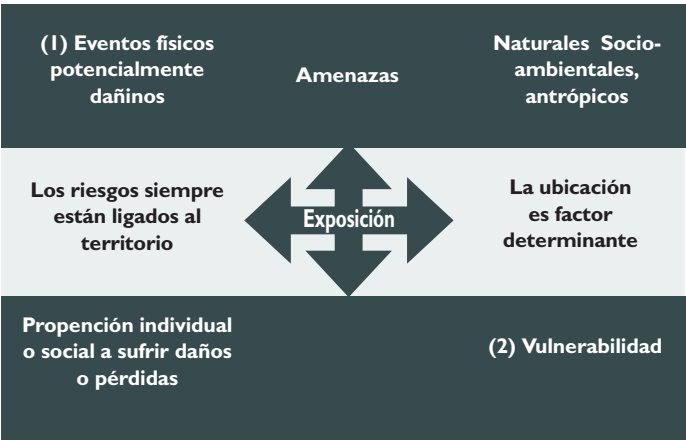 (1) Eventos físicos
potencialmente
dañinos
Amenazas
Naturales Socio-
ambientales,
antrópicos
Los riesgos siempre
están ligados al
territorio
Exposición
La ubicación
es factor
determinante
Propención individual
o social a sufrir daños
o pérdidas
(2) Vulnerabilidad